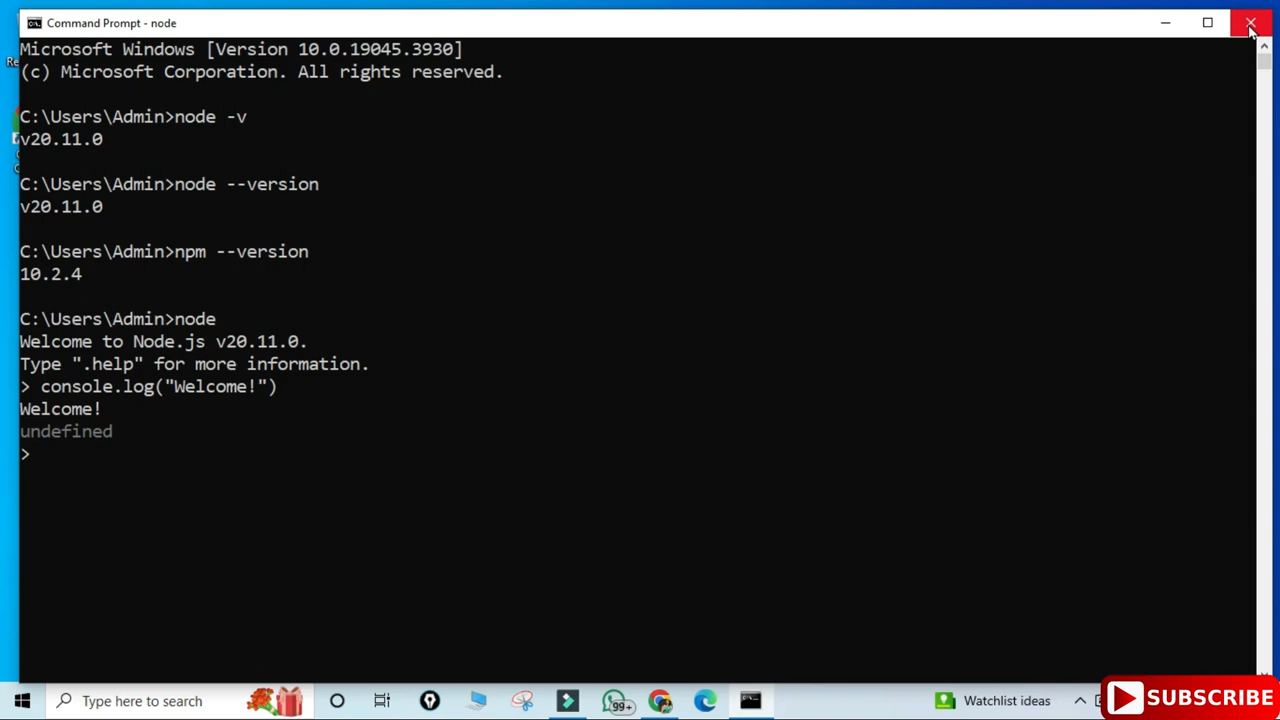 Command Prompt - node
Microsoft Windows [Version 10.0.19045.3930]
(c) Microsoft Corporation. All rights reserved.
C:\Users\Admin>node -v
v20.11.0
C:\Users\Admin>node --version
v20.11.0
C:\Users\Admin>npm --version
10.2.4
C:\Users\Admin>node
Welcome to Node.js v20.11.0.
Type ".help" for more information.
> console.log("Welcome!")
Welcome!
undefined
>
Type here to search
99+
Watchlist ideas
SUBSCRIBE